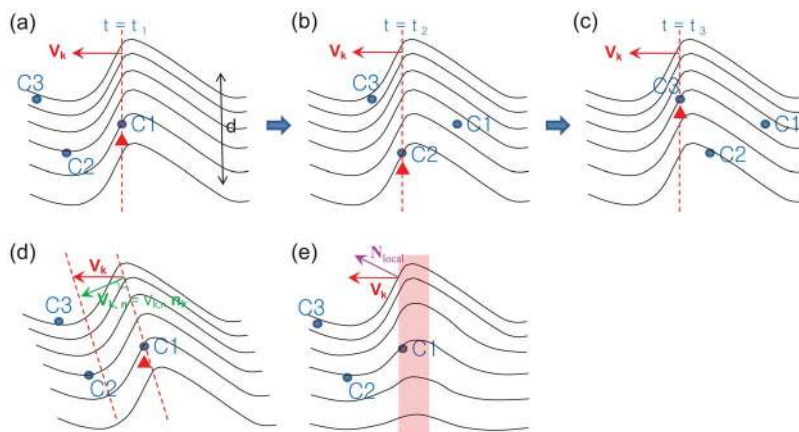 (a)
t = t₁
Vₖ
C3
C1
C2
d
(b)
t = t₂
Vₖ
C3
C1
C2
(c)
t = t₃
Vₖ
C3
C1
C2
(d)
Vₖ
Vₖ,ₙ = Vₖ,ₙ nₖ
C3
C1
C2
(e)
N_local
Vₖ
C3
C1
C2